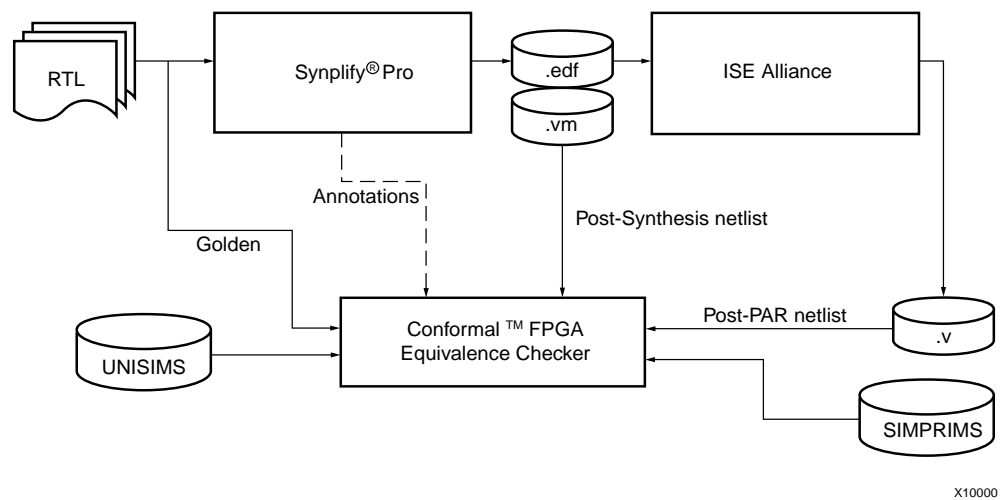 RTL
Synplify® Pro
.edf
.vm
ISE Alliance
Annotations
Golden
Post-Synthesis netlist
UNISIMS
Conformal ™ FPGA
Equivalence Checker
Post-PAR netlist
.v
SIMPRIMS
X10000